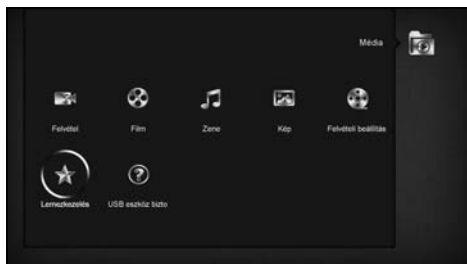 Média
Felvétel Film Zene Kép Felvételi beállítás
Lemezkezelés USB eszköz bizto